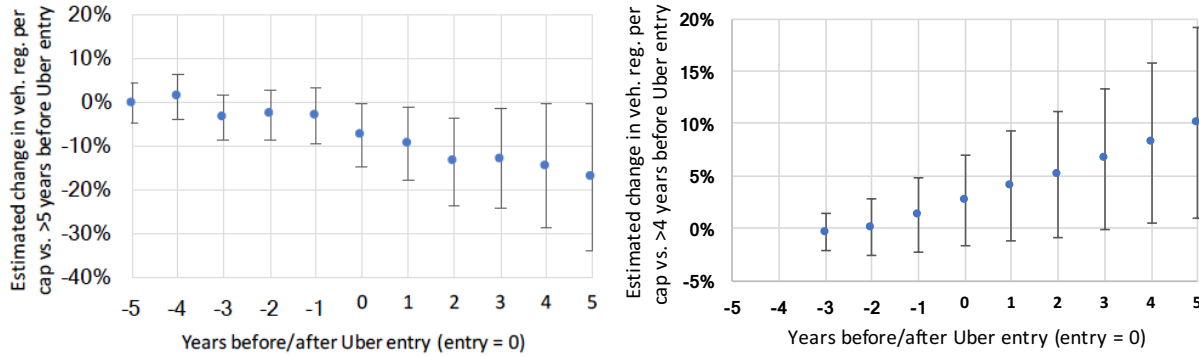 Estimated change in veh. reg. per
cap vs. >5 years before Uber entry
20%
10%
0%
-10%
-20%
-30%
-40%
-5 -4 -3 -2 -1 0 1 2 3 4 5
Years before/after Uber entry (entry = 0)
Estimated change in veh. reg. per
cap vs. >4 years before Uber entry
20%
15%
10%
5%
0%
-5%
-5 -4 -3 -2 -1 0 1 2 3 4 5
Years before/after Uber entry (entry = 0)